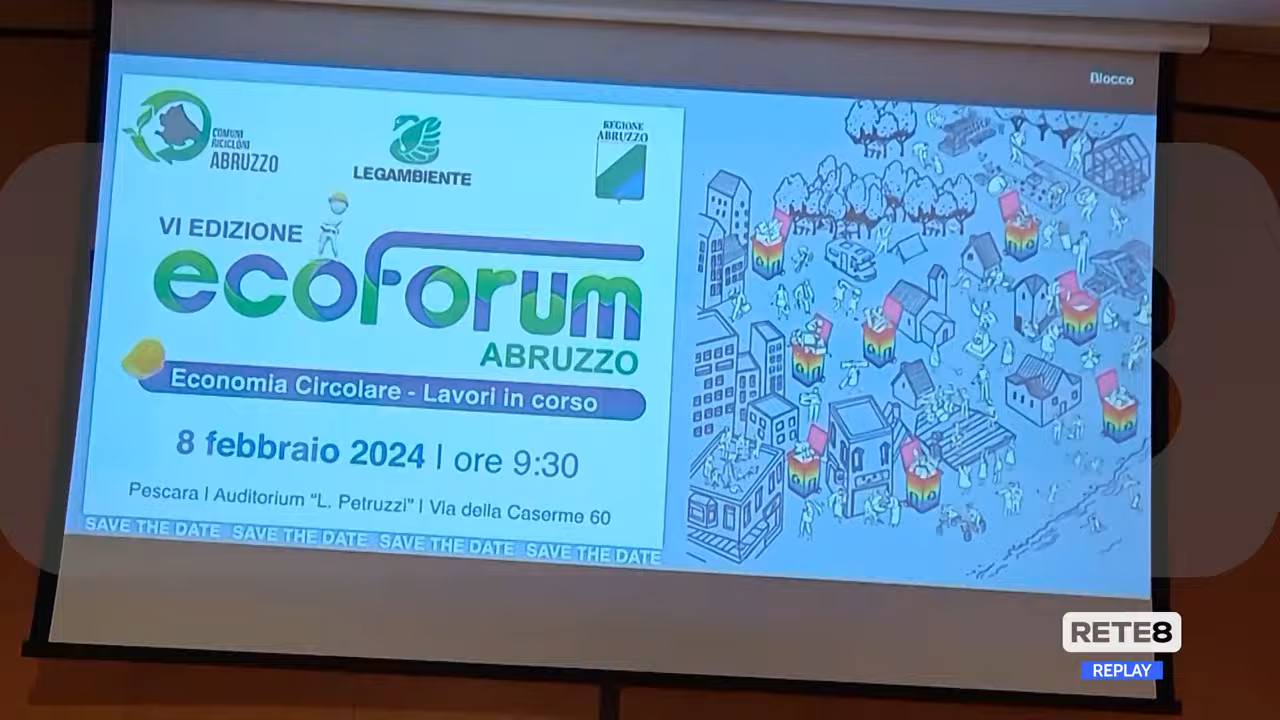 Blocco
COMUNI
RICICLONI
ABRUZZO
LEGAMBIENTE
REGIONE
ABRUZZO
VI EDIZIONE
ecoforum
ABRUZZO
Economia Circolare - Lavori in corso
8 febbraio 2024 | ore 9:30
Pescara | Auditorium “L. Petruzzi” | Via della Caserme 60
SAVE THE DATE SAVE THE DATE SAVE THE DATE SAVE THE DATE
RETE8
REPLAY